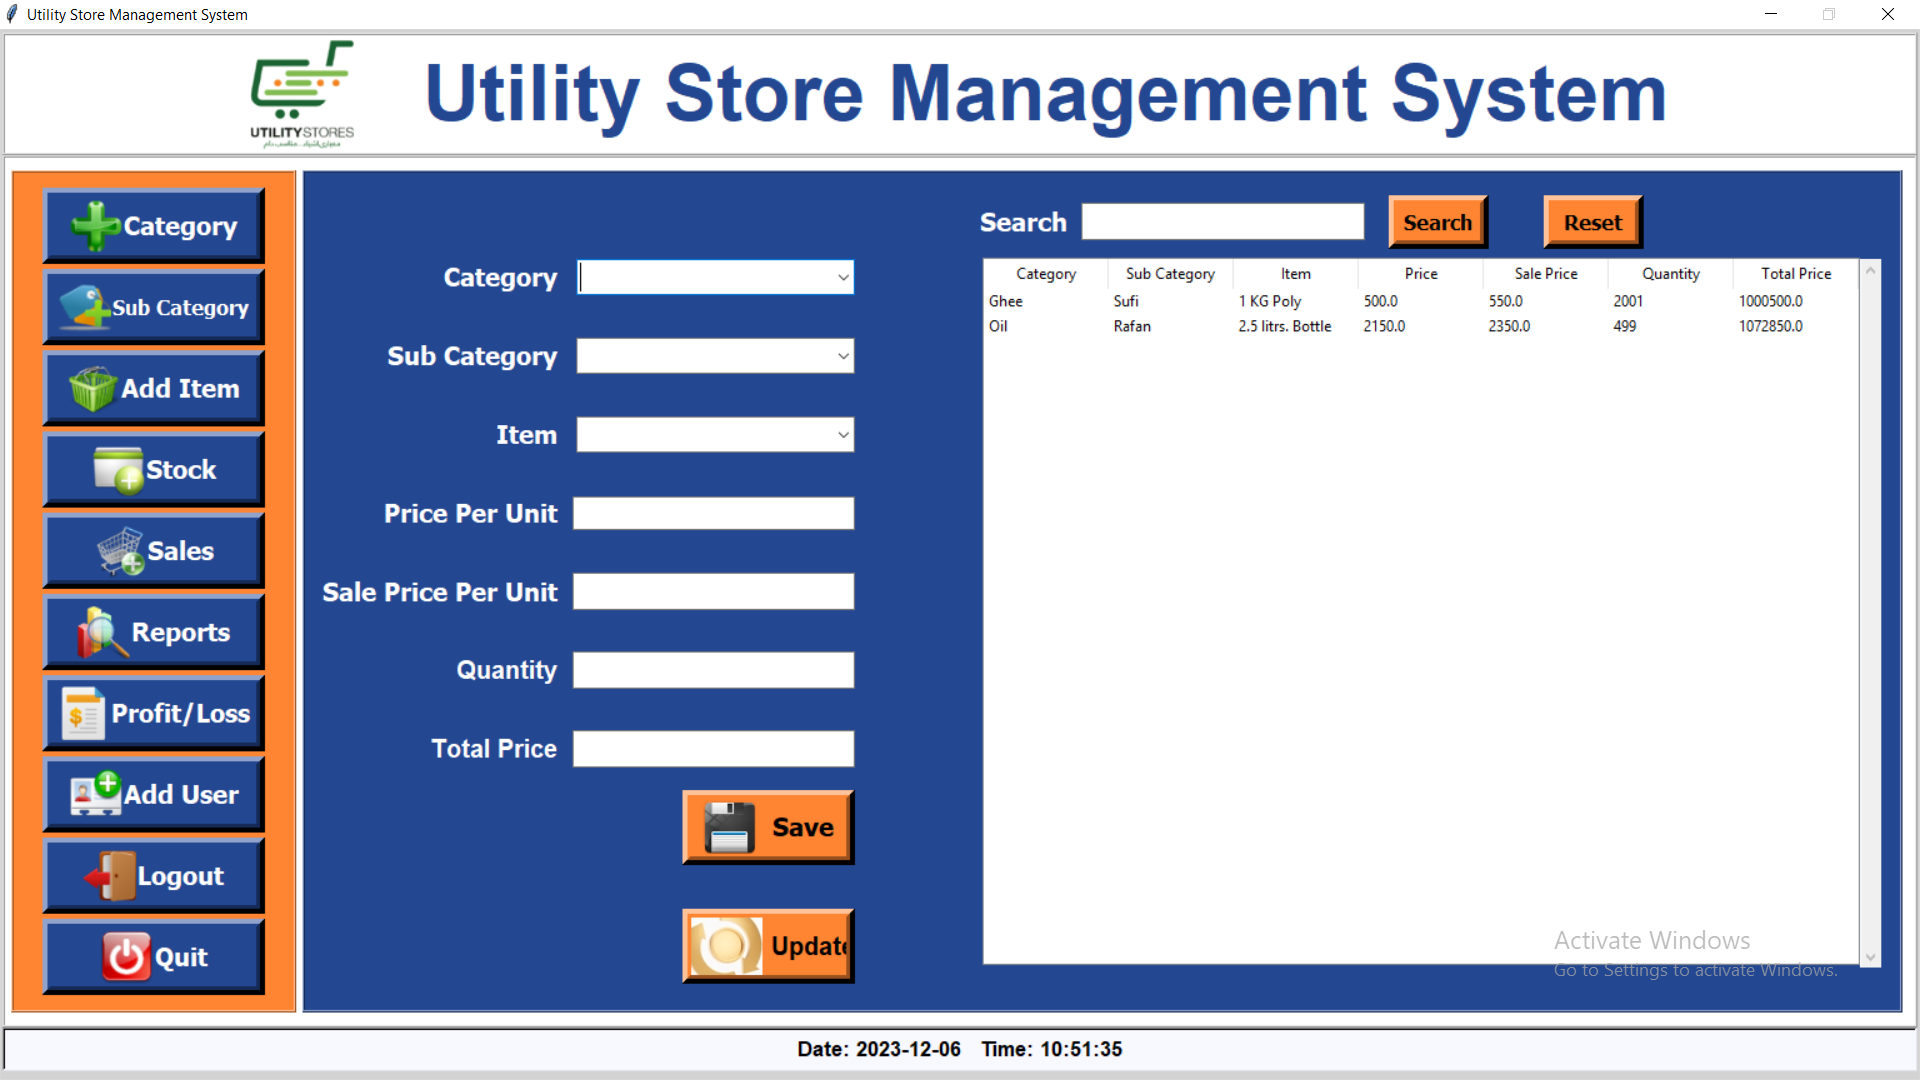 Utility Store Management System
UTILITYSTORES
Utility Store Management System
Category
Sub Category
Add Item
Stock
Sales
Reports
Profit/Loss
Add User
Logout
Quit
Category
Sub Category
Item
Price Per Unit
Sale Price Per Unit
Quantity
Total Price
Save
Update
Search Search Reset
Category Sub Category Item Price Sale Price Quantity Total Price
Ghee Sufi 1 KG Poly 500.0 550.0 2001 1000500.0
Oil Rafan 2.5 litrs. Bottle 2150.0 2350.0 499 1072850.0
Activate Windows
Go to Settings to activate Windows.
Date: 2023-12-06 Time: 10:51:35